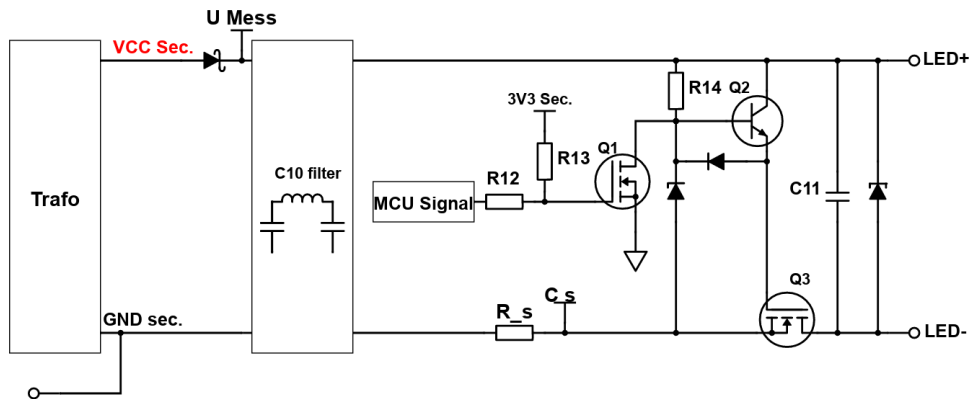 U Mess
VCC Sec.
LED+
R14
Q2
3V3 Sec.
R13
Q1
C10 filter
R12
Trafo
MCU Signal
C11
Q3
C_s
GND sec.
R_s
LED-